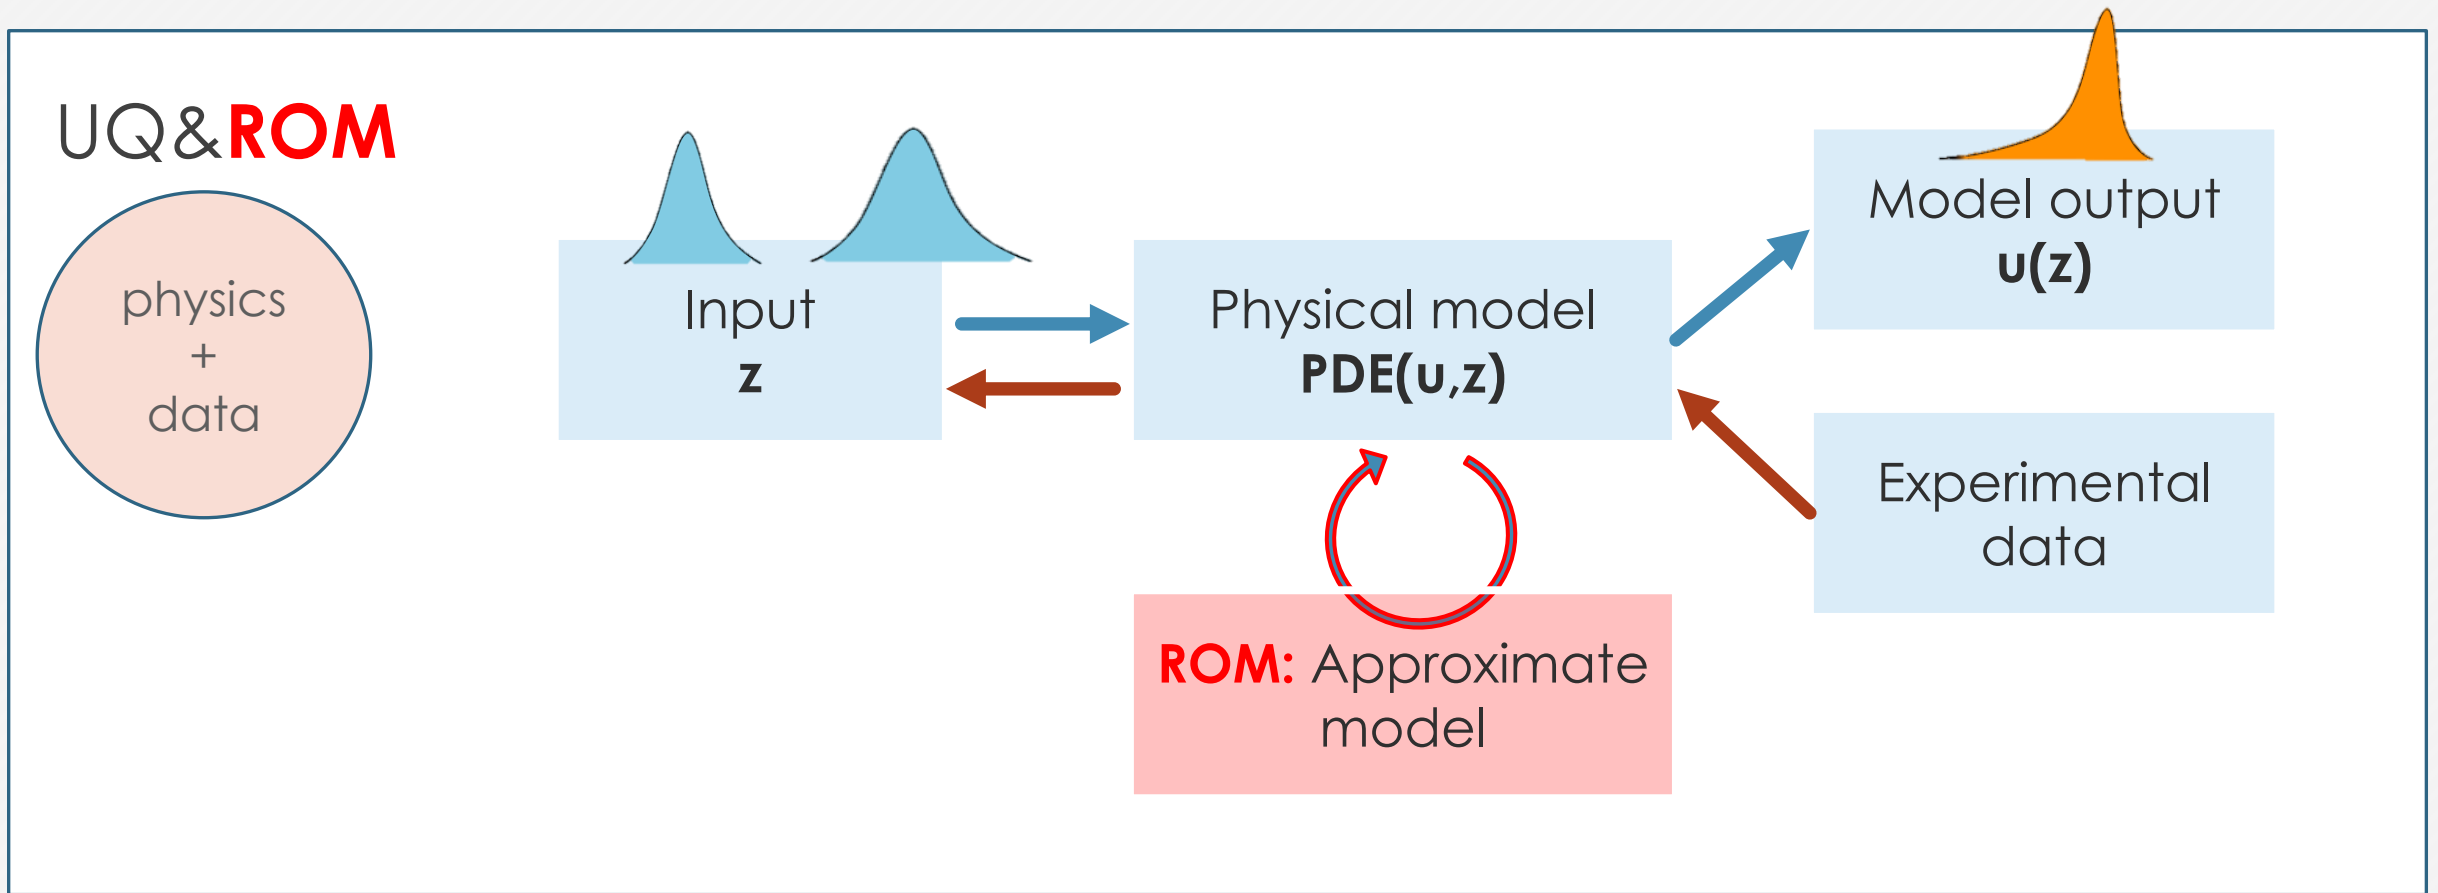 UQ&ROM
physics
+
data
Input
z
Physical model
PDE(u,z)
Model output
u(z)
Experimental
data
ROM: Approximate
model